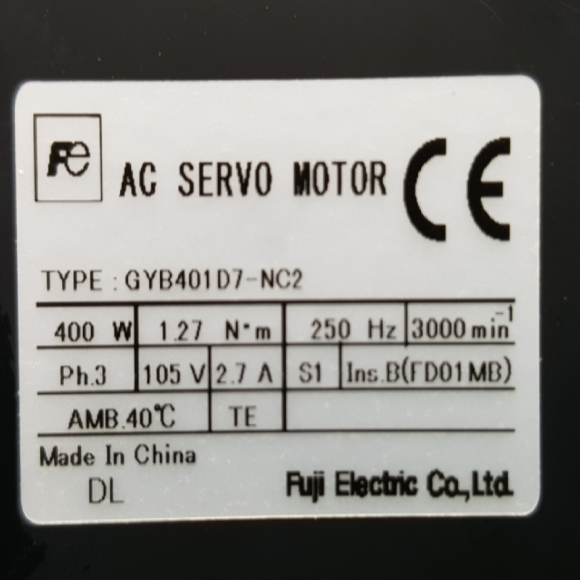 Fe
AC SERVO MOTOR CE
TYPE : GYB401D7-NC2
400 W 1.27 N·m 250 Hz 3000 min⁻¹
Ph.3 105 V 2.7 A S1 Ins.B(FD01MB)
AMB.40℃ TE
Made In China
DL Fuji Electric Co.,Ltd.